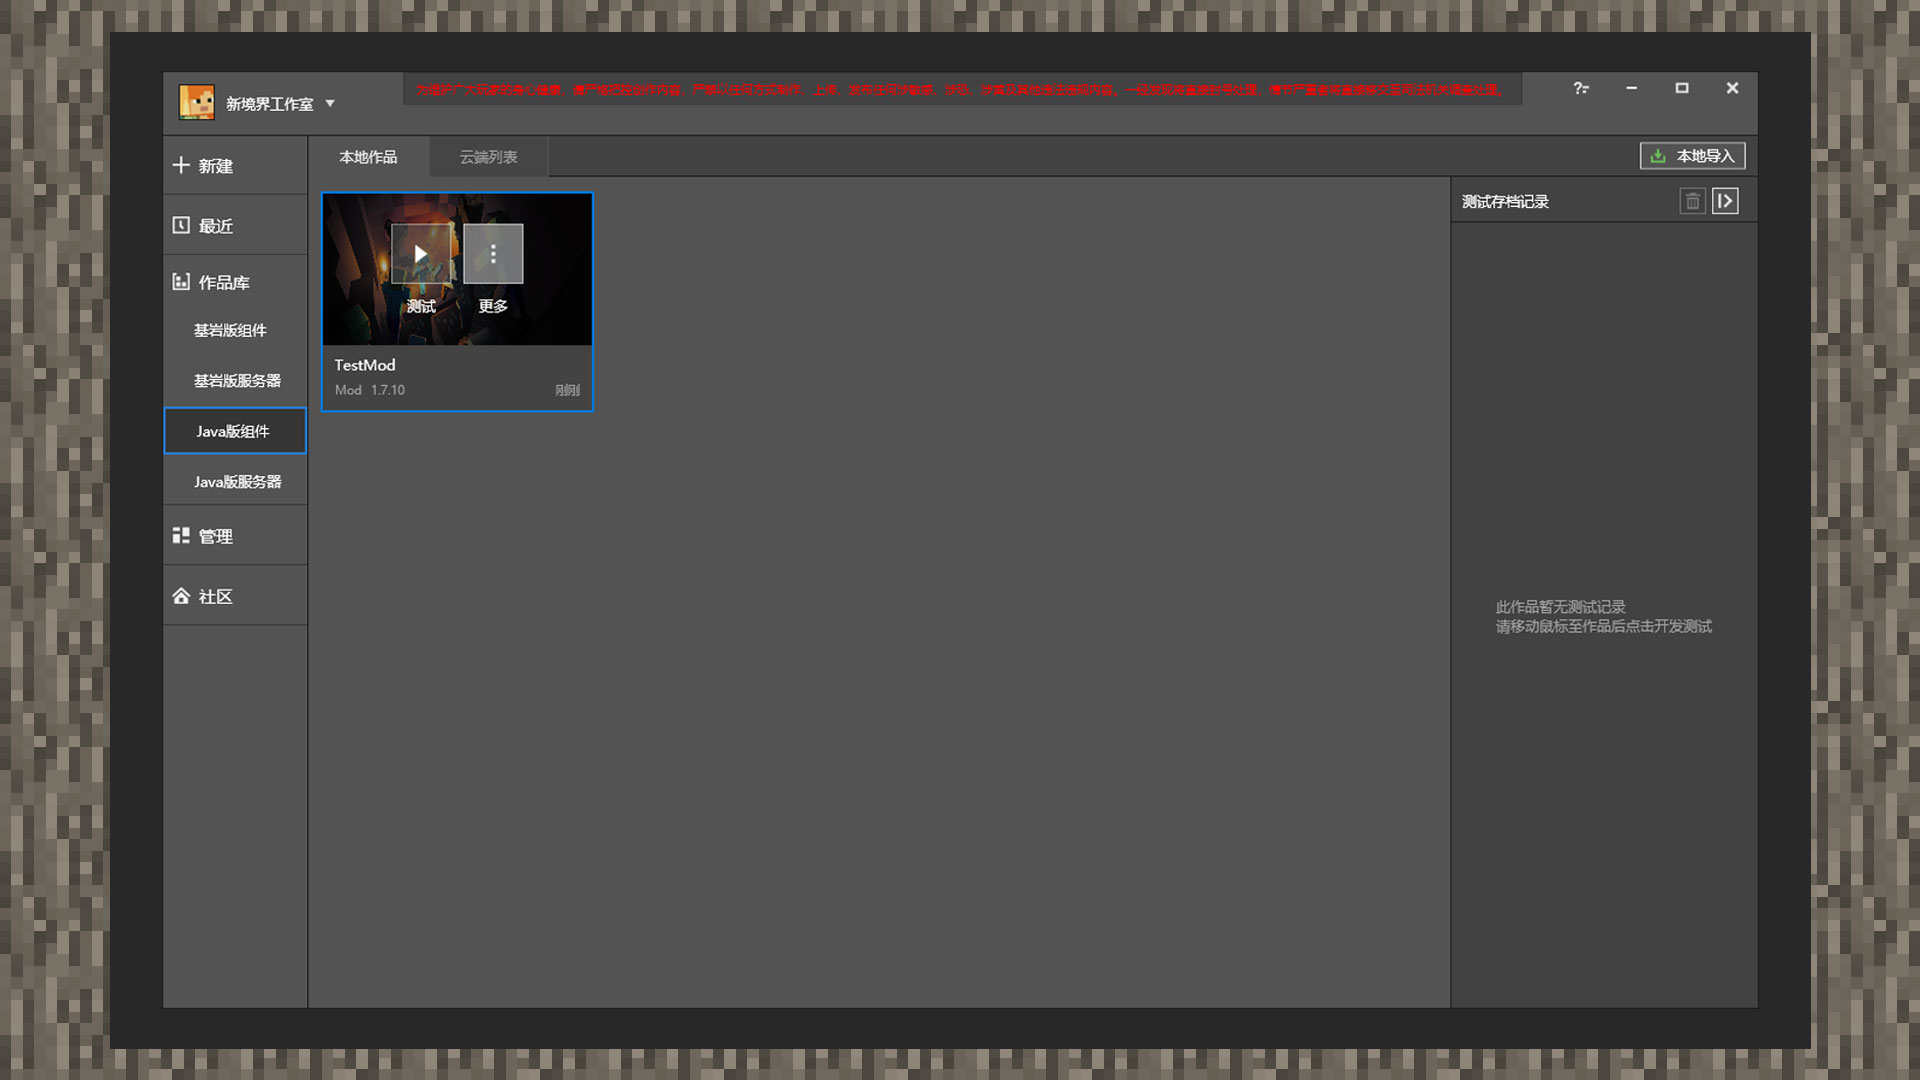 新境界工作室
为维护广大玩家的身心健康，请严格把控创作内容，严禁以任何方式制作、上传、发布任何涉敏感、涉恐、涉黄及其他违法违规内容。一经发现将直接封号处理，情节严重者将直接移交至司法机关调查处理。
新建
最近
作品库
基岩版组件
基岩版服务器
Java版组件
Java版服务器
管理
社区
本地作品
云端列表
本地导入
测试
更多
TestMod
Mod 1.7.10
刚刚
测试存档记录
此作品暂无测试记录
请移动鼠标至作品后点击开发测试